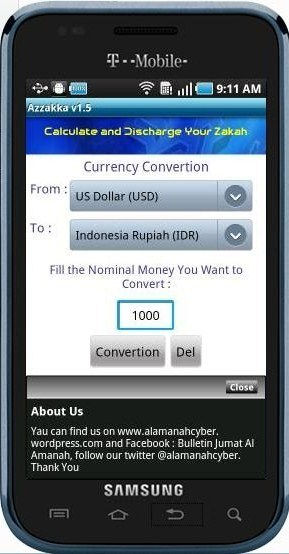 T-Mobile
9:11 AM
Azzakka v1.5
Calculate and Discharge Your Zakah
Currency Convertion
From :
US Dollar (USD)
To :
Indonesia Rupiah (IDR)
Fill the Nominal Money You Want to
Convert :
1000
Convertion Del
Close
About Us
Yau can find us on www.alamanahcyber.
wordpress.com and Facebook : Bulletin Jumat Al
Amanah, follow our twitter @alamanahcyber.
Thank You
SAMSUNG